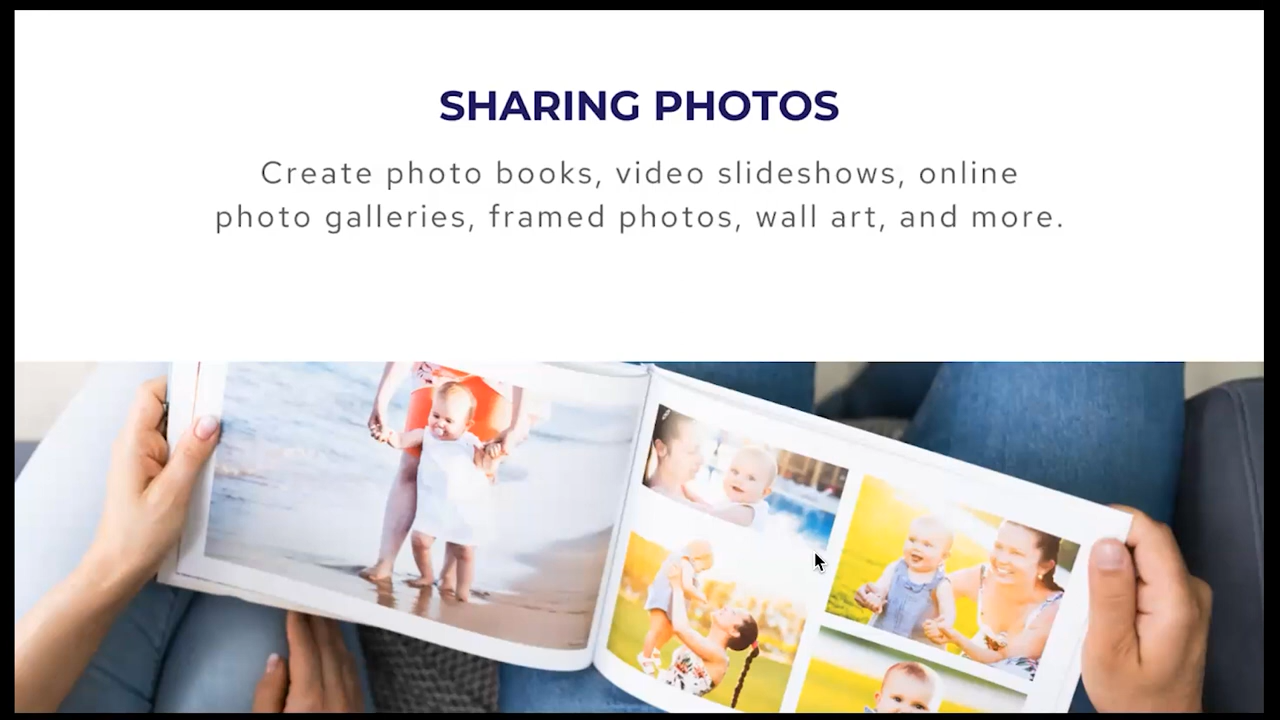 SHARING PHOTOS
Create photo books, video slideshows, online
photo galleries, framed photos, wall art, and more.